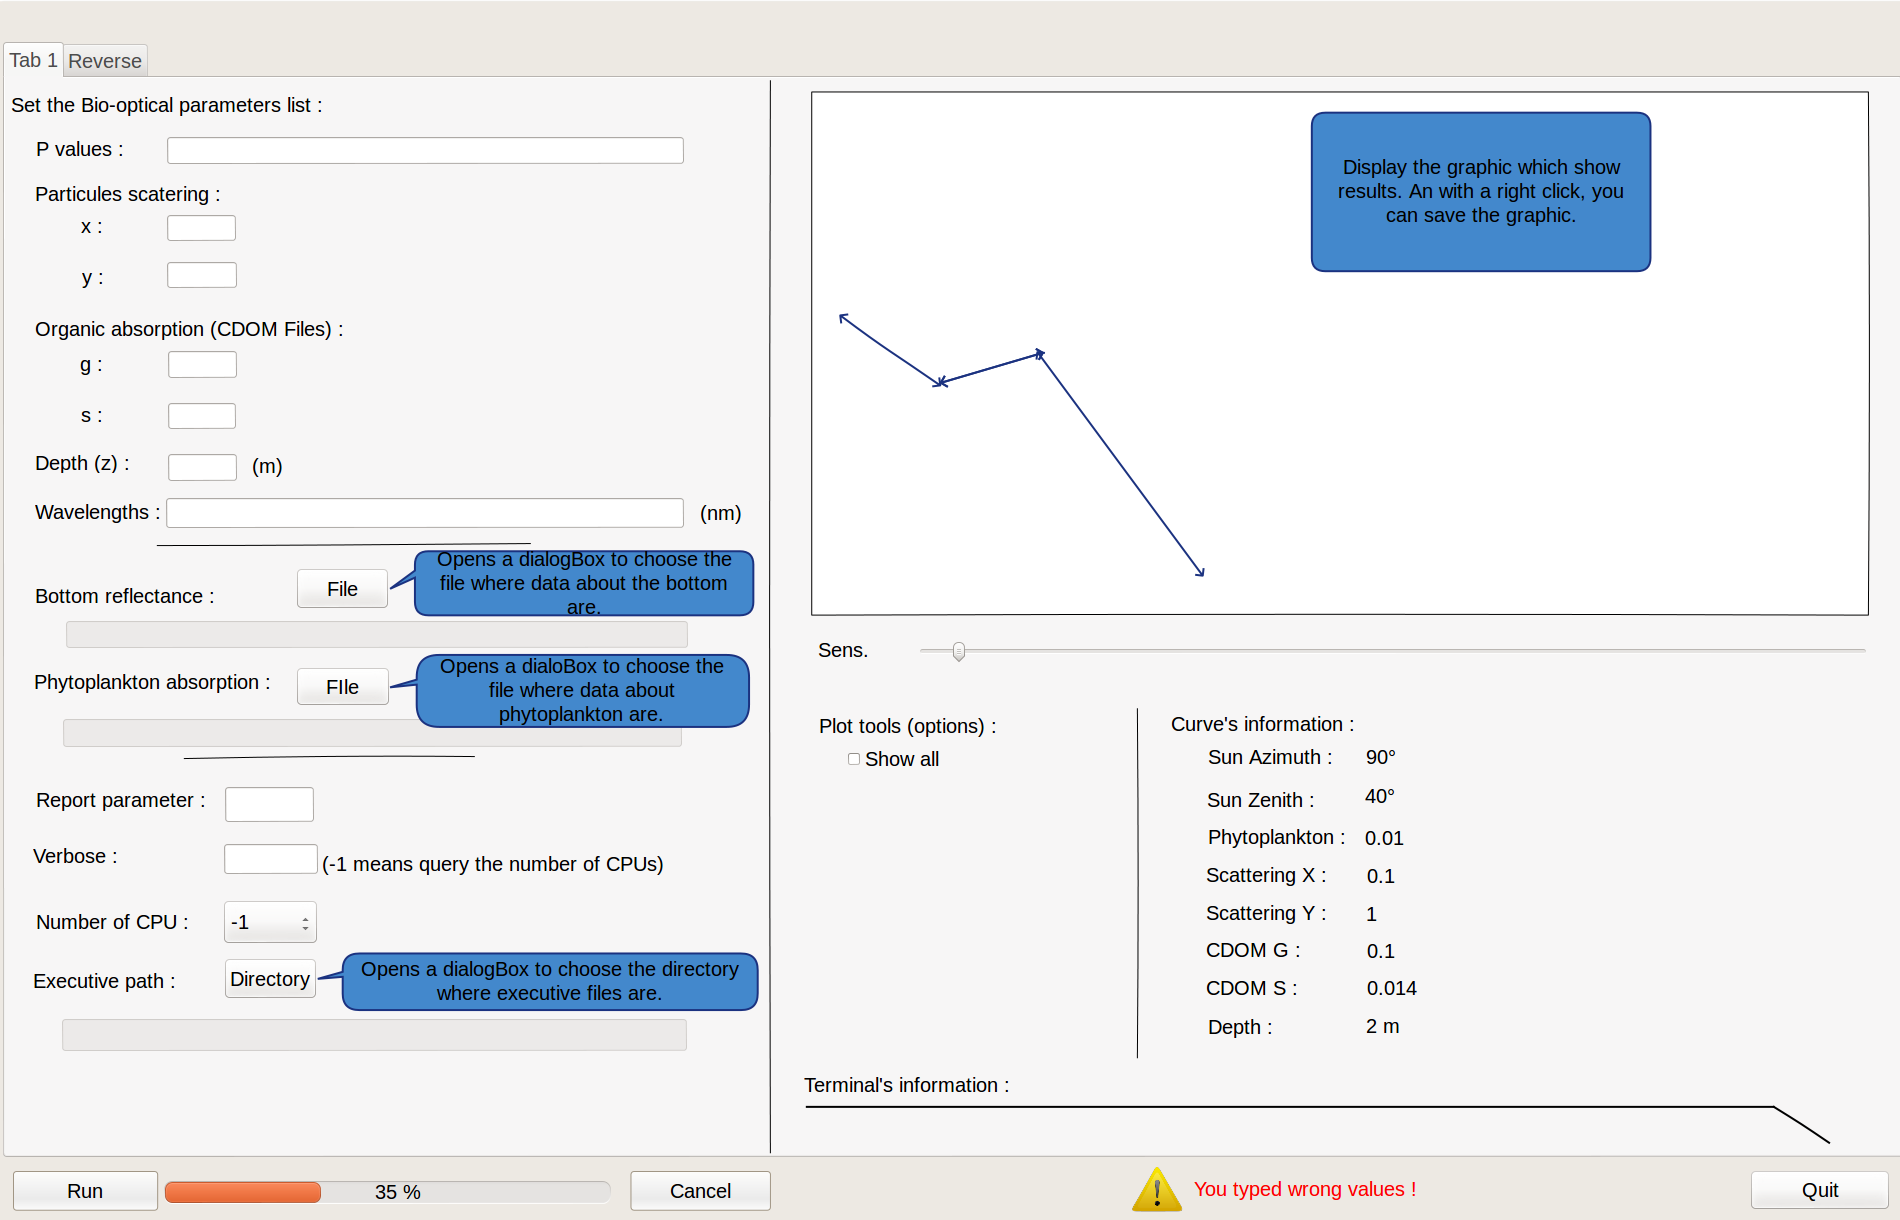 Tab 1 Reverse
Set the Bio-optical parameters list :
P values :
Particules scatering :
x :
y :
Organic absorption (CDOM Files) :
g :
s :
Depth (z) : (m)
Wavelengths : (nm)
Bottom reflectance : File
Opens a dialogBox to choose the
file where data about the bottom
are.
Phytoplankton absorption : FIle
Opens a dialoBox to choose the
file where data about
phytoplankton are.
Report parameter :
Verbose : (-1 means query the number of CPUs)
Number of CPU : -1
Executive path : Directory
Opens a dialogBox to choose the directory
where executive files are.
Display the graphic which show
results. An with a right click, you
can save the graphic.
Sens.
Plot tools (options) :
Show all
Curve's information :
Sun Azimuth : 90°
Sun Zenith : 40°
Phytoplankton : 0.01
Scattering X : 0.1
Scattering Y : 1
CDOM G : 0.1
CDOM S : 0.014
Depth : 2 m
Terminal's information :
Run 35 % Cancel You typed wrong values ! Quit